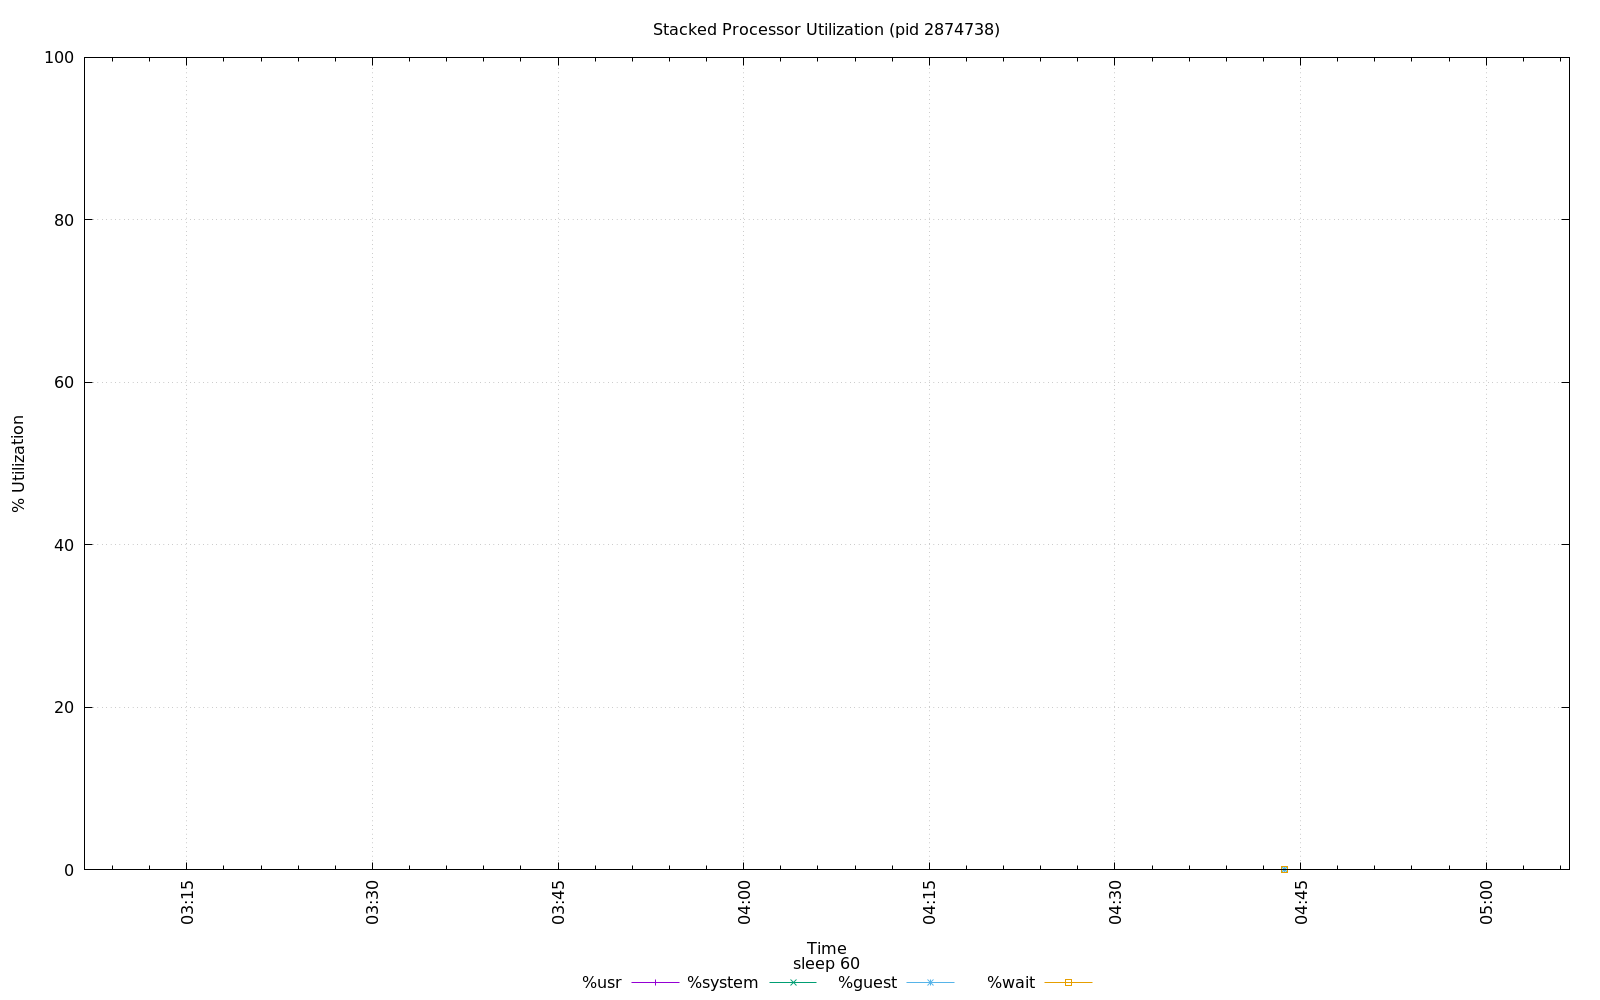 Stacked Processor Utilization (pid 2874738)
100
80
60
40
20
0
% Utilization
03:15 03:30 03:45 04:00 04:15 04:30 04:45 05:00
Time
sleep 60
%usr %system %guest %wait